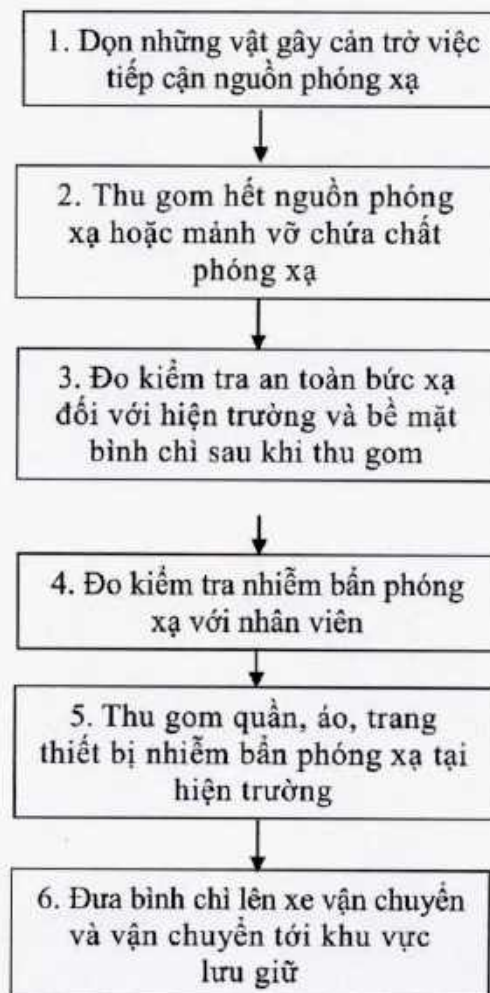 1. Dọn những vật gây cản trở việc
tiếp cận nguồn phóng xạ
2. Thu gom hết nguồn phóng
xạ hoặc mảnh vỡ chứa chất
phóng xạ
3. Đo kiểm tra an toàn bức xạ
đối với hiện trường và bề mặt
bình chì sau khi thu gom
4. Đo kiểm tra nhiễm bẩn phóng
xạ với nhân viên
5. Thu gom quần, áo, trang
thiết bị nhiễm bẩn phóng xạ tại
hiện trường
6. Đưa bình chì lên xe vận chuyển
và vận chuyển tới khu vực
lưu giữ